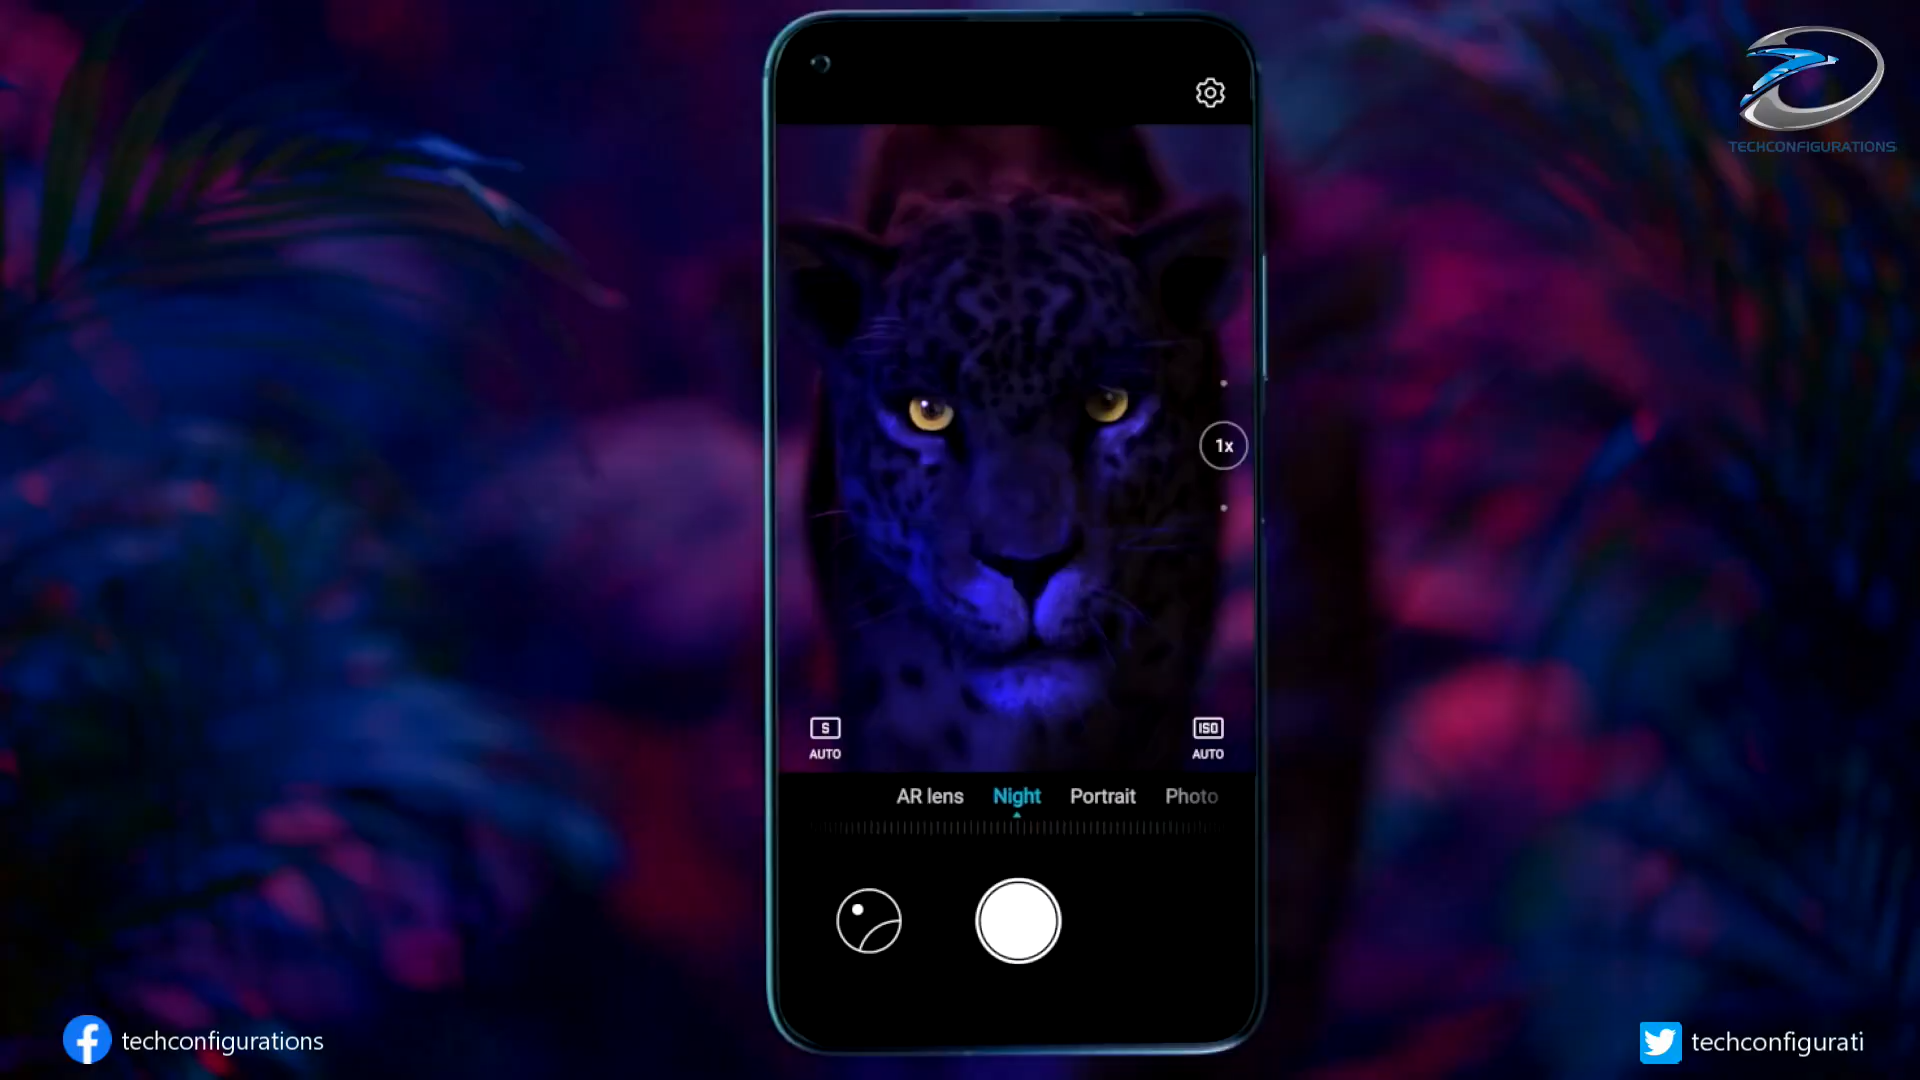 TECHCONFIGURATIONS
1x
S
AUTO
ISO
AUTO
AR lens Night Portrait Photo
techconfigurations
techconfigurati